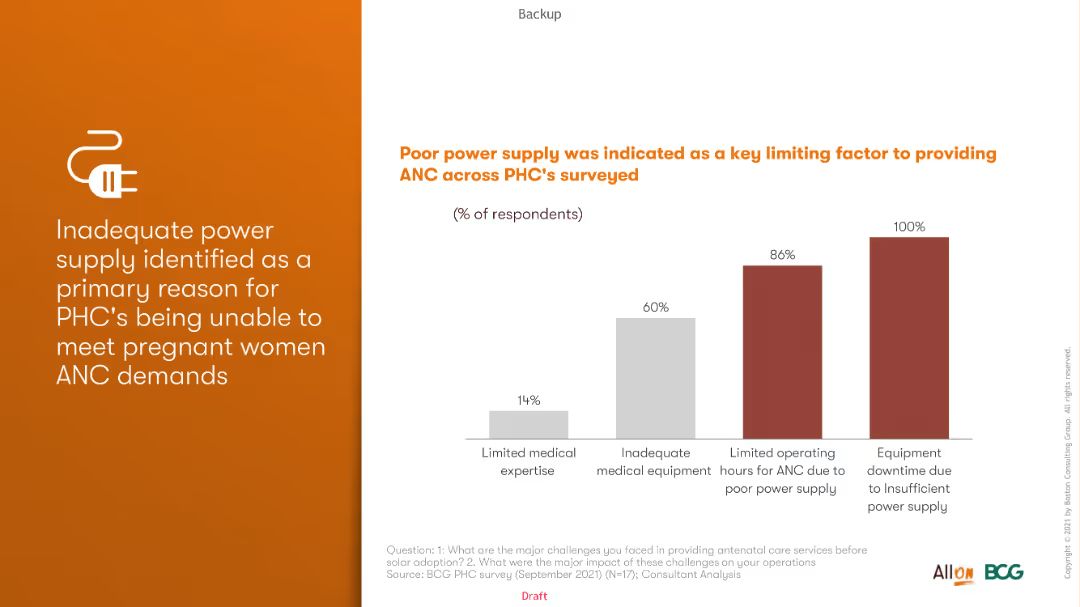 Backup
Inadequate power
supply identified as a
primary reason for
PHC's being unable to
meet pregnant women
ANC demands
Poor power supply was indicated as a key limiting factor to providing
ANC across PHC's surveyed
(% of respondents)
14%
60%
86%
100%
Limited medical
expertise
Inadequate
medical equipment
Limited operating
hours for ANC due to
poor power supply
Equipment
downtime due
to Insufficient
power supply
Question: 1: What are the major challenges you faced in providing antenatal care services before
solar adoption? 2. What were the major impact of these challenges on your operations
Source: BCG PHC survey (September 2021) (N=17); Consultant Analysis
All on BCG
Draft
Copyright © 2021 by Boston Consulting Group. All rights reserved.